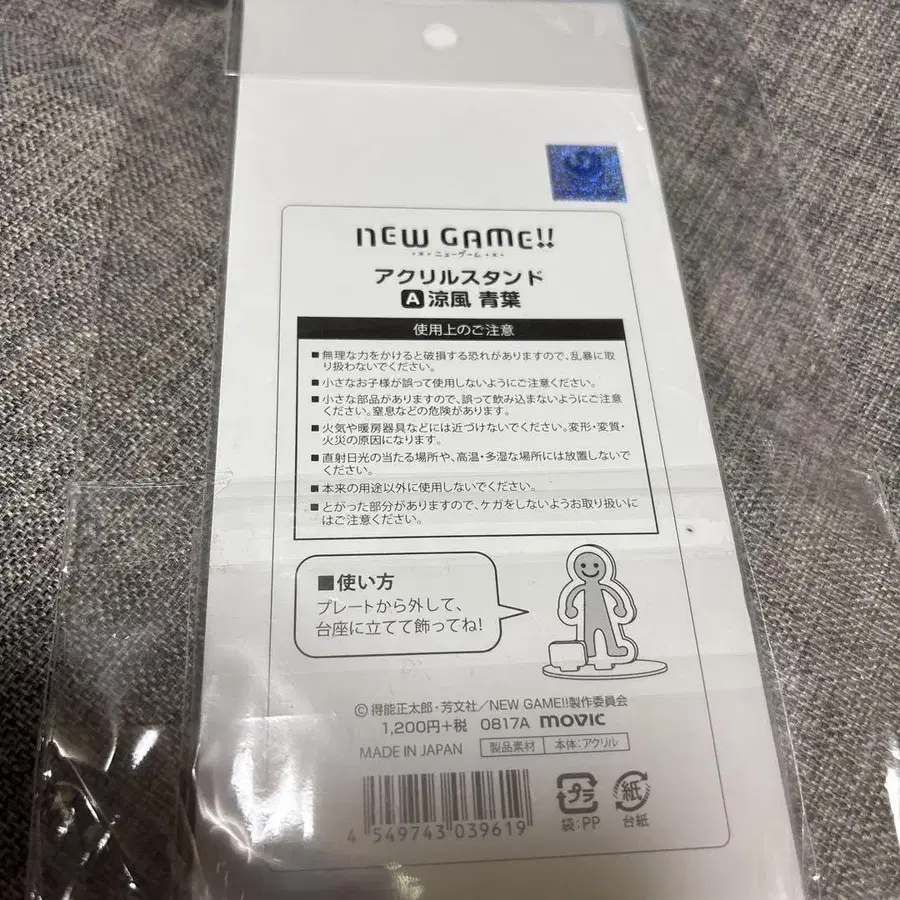 NEW GAME!!
ニューゲーム
アクリルスタンド
A 涼風 青葉
使用上のご注意
■無理な力をかけると破損する恐れがありますので、乱暴に取
り扱わないでください。
■小さなお子様が誤って使用しないようにご注意ください。
■小さな部品がありますので、誤って飲み込まないようにご注意
ください。窒息などの危険があります。
■火気や暖房器具などには近づけないでください。変形・変質・
火災の原因になります。
■直射日光の当たる場所や、高温・多湿な場所には放置しないで
ください。
■本来の用途以外に使用しないでください。
■とがった部分がありますので、ケガをしないようお取り扱いに
はご注意ください。
■使い方
プレートから外して、
台座に立てて飾ってね!
©得能正太郎・芳文社／NEW GAME!!製作委員会
1,200円+税 0817A movic
MADE IN JAPAN 製品素材 本体:アクリル
4 549743 039619
プラ 紙
袋:PP 台紙